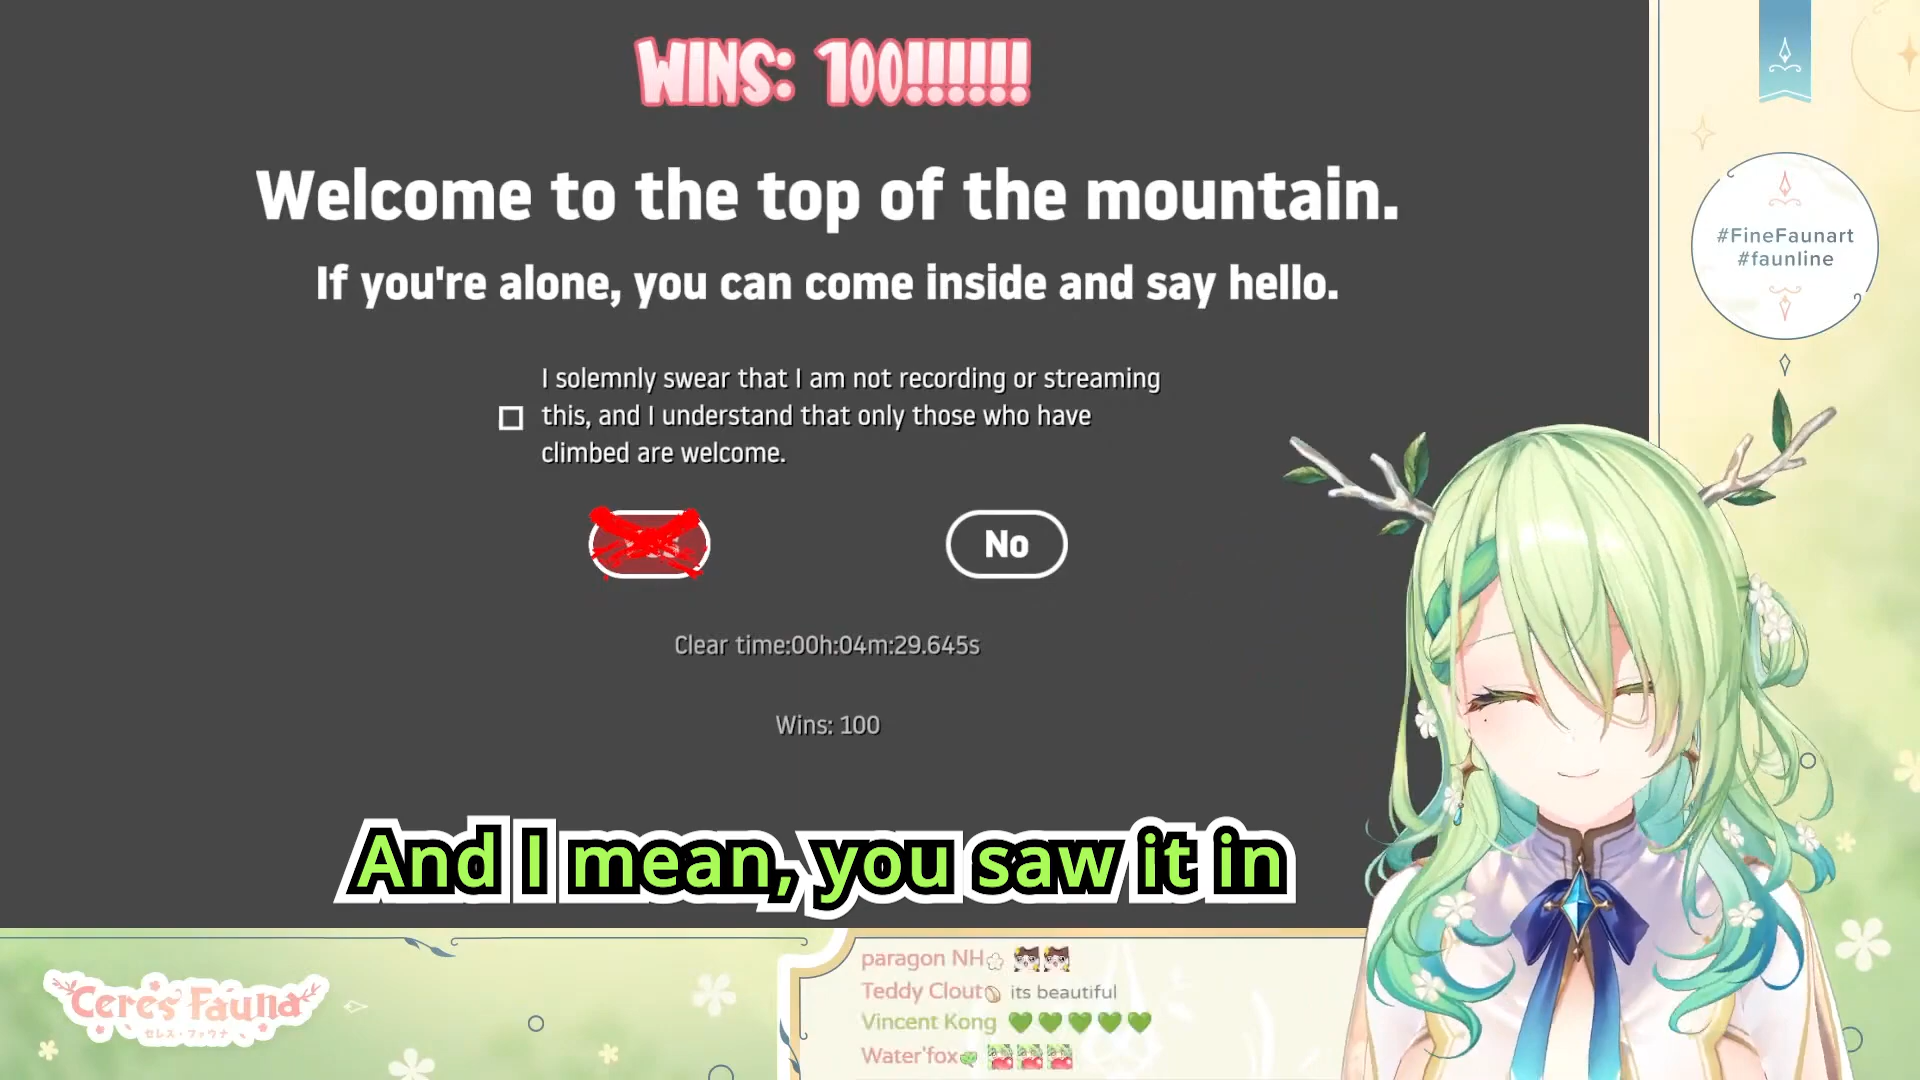 WINS: 100!!!!!!
Welcome to the top of the mountain.
If you're alone, you can come inside and say hello.
I solemnly swear that I am not recording or streaming
this, and I understand that only those who have
climbed are welcome.
No
Clear time:00h:04m:29.645s
Wins: 100
And I mean, you saw it in
#FineFaunart
#faunline
Ceres Fauna
セレス・ファウナ
paragon NH
Teddy Clout its beautiful
Vincent Kong 💚💚💚💚💚
Water'fox